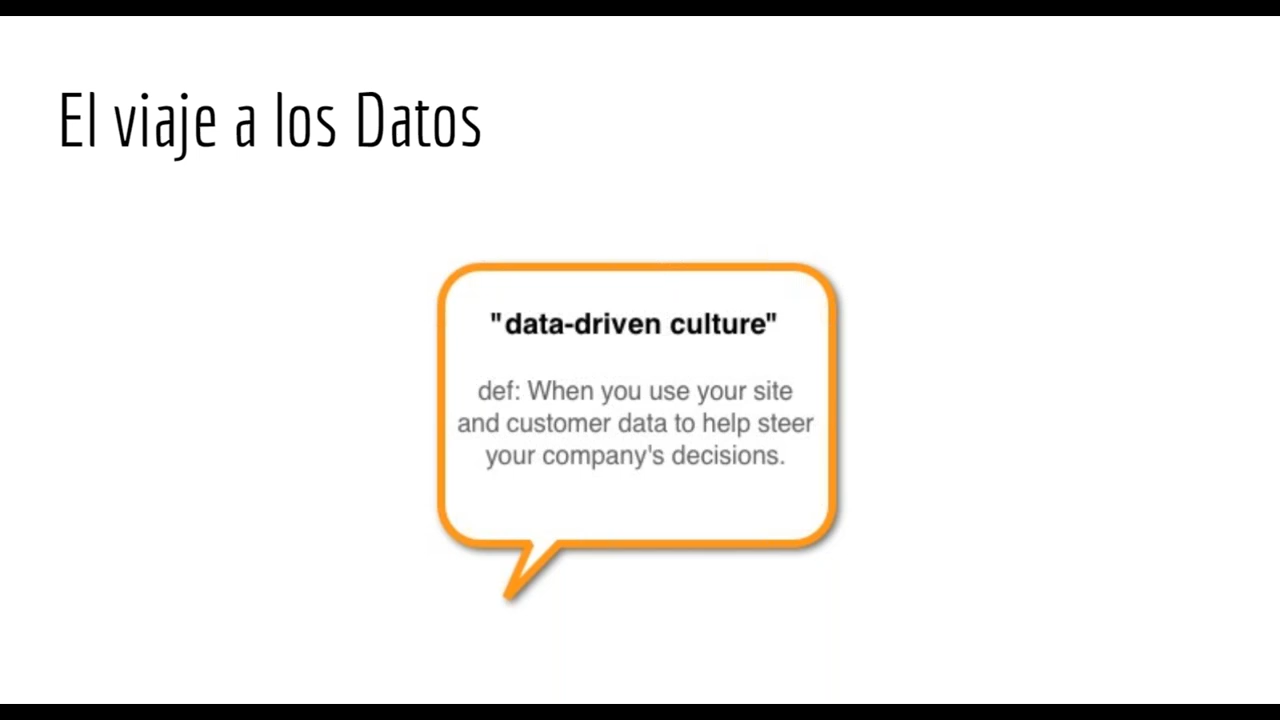 El viaje a los Datos
"data-driven culture"
def: When you use your site
and customer data to help steer
your company's decisions.